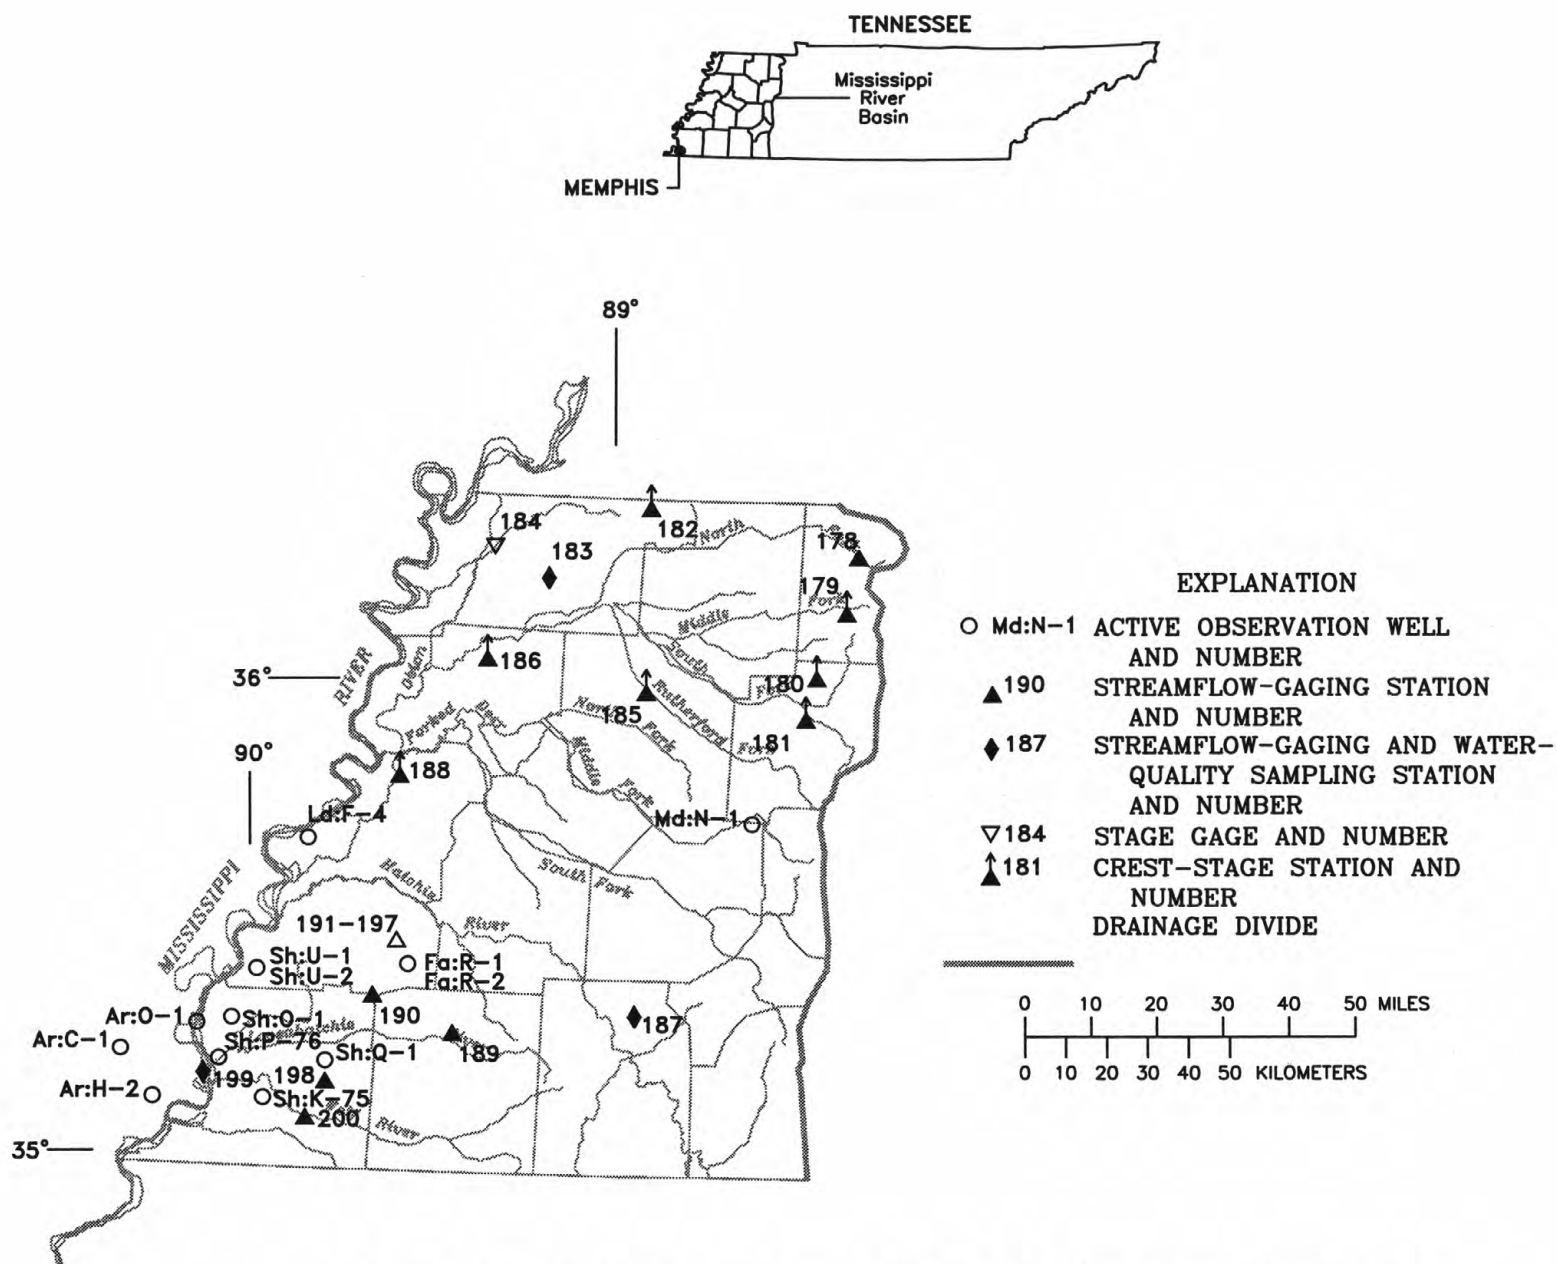 TENNESSEE
Mississippi
River
Basin
MEMPHIS
89°
184
182
North
178
183
179
Fork
Middle
RIVER
Obion
186
South
36°
180
185
Rutherford
North
Fork
181
Fork
Forked
Deer
90°
188
Middle
Fork
Ld:F-4
Md:N-1
MISSISSIPPI
Hatchie
South Fork
191-197
River
Sh:U-1
Sh:U-2
Fa:R-1
Fa:R-2
Ar:O-1
Sh:O-1
190
187
Ar:C-1
Sh:P-76
Sh:Q-1
189
199
198
Ar:H-2
Sh:K-75
200
River
35°
EXPLANATION
Md:N-1 ACTIVE OBSERVATION WELL
AND NUMBER
190 STREAMFLOW-GAGING STATION
AND NUMBER
187 STREAMFLOW-GAGING AND WATER-
QUALITY SAMPLING STATION
AND NUMBER
184 STAGE GAGE AND NUMBER
181 CREST-STAGE STATION AND
NUMBER
DRAINAGE DIVIDE
0 10 20 30 40 50 MILES
0 10 20 30 40 50 KILOMETERS